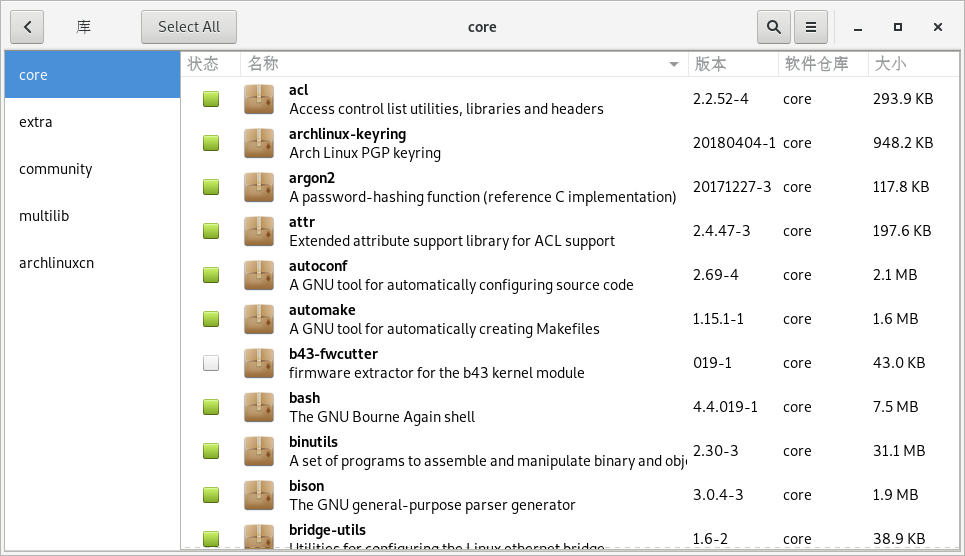 库 Select All core
core
extra
community
multilib
archlinuxcn
状态 名称 版本 软件仓库 大小
acl
Access control list utilities, libraries and headers
2.2.52-4 core 293.9 KB
archlinux-keyring
Arch Linux PGP keyring
20180404-1 core 948.2 KB
argon2
A password-hashing function (reference C implementation)
20171227-3 core 117.8 KB
attr
Extended attribute support library for ACL support
2.4.47-3 core 197.6 KB
autoconf
A GNU tool for automatically configuring source code
2.69-4 core 2.1 MB
automake
A GNU tool for automatically creating Makefiles
1.15.1-1 core 1.6 MB
b43-fwcutter
firmware extractor for the b43 kernel module
019-1 core 43.0 KB
bash
The GNU Bourne Again shell
4.4.019-1 core 7.5 MB
binutils
A set of programs to assemble and manipulate binary and obj
2.30-3 core 31.1 MB
bison
The GNU general-purpose parser generator
3.0.4-3 core 1.9 MB
bridge-utils
Utilities for configuring the Linux ethernet bridge
1.6-2 core 38.9 KB